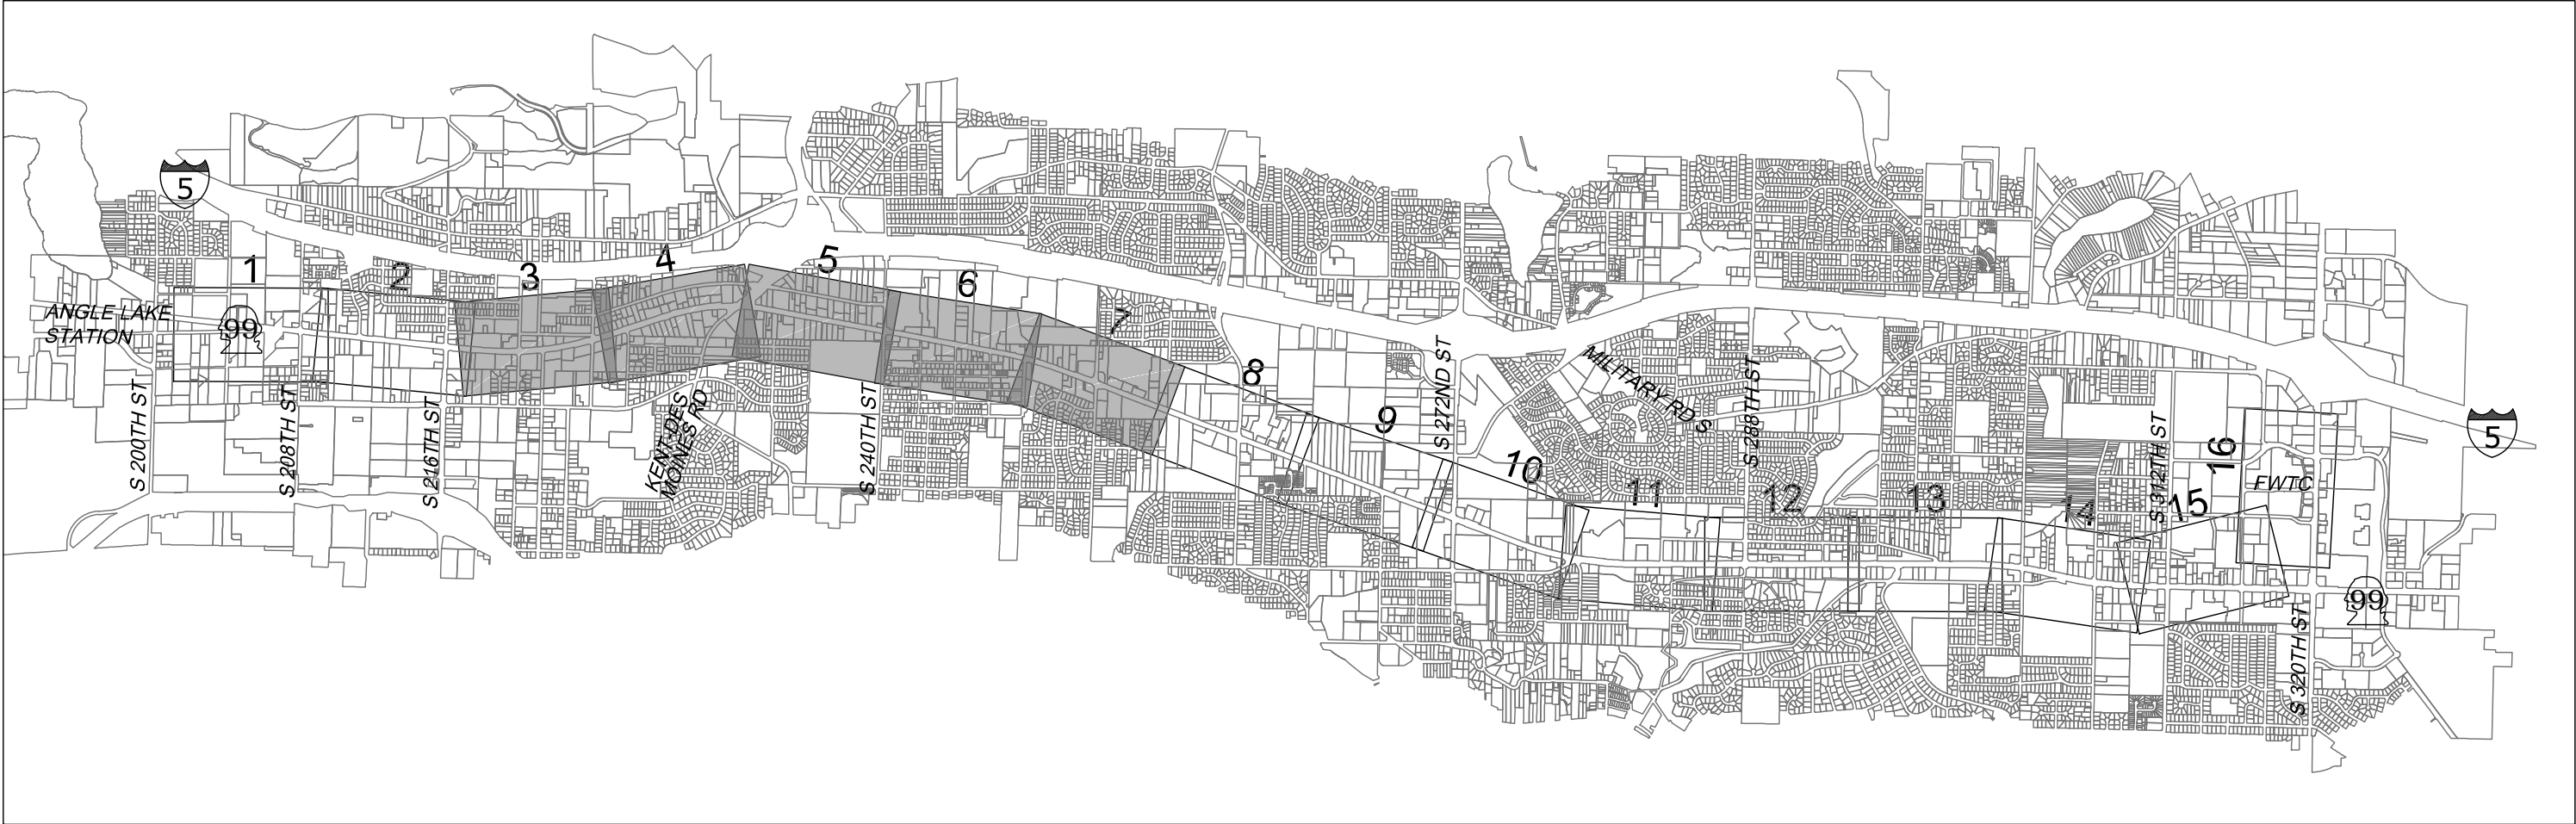 5
1
2
3
4
5
6
7
8
9
10
11
12
13
14
15
16
ANGLE LAKE
STATION
99
S 200TH ST
S 208TH ST
S 216TH ST
KENT-DES
MOINES RD
S 240TH ST
S 272ND ST
MILITARY RD S
S 288TH ST
S 312TH ST
FWTC
5
99
S 320TH ST